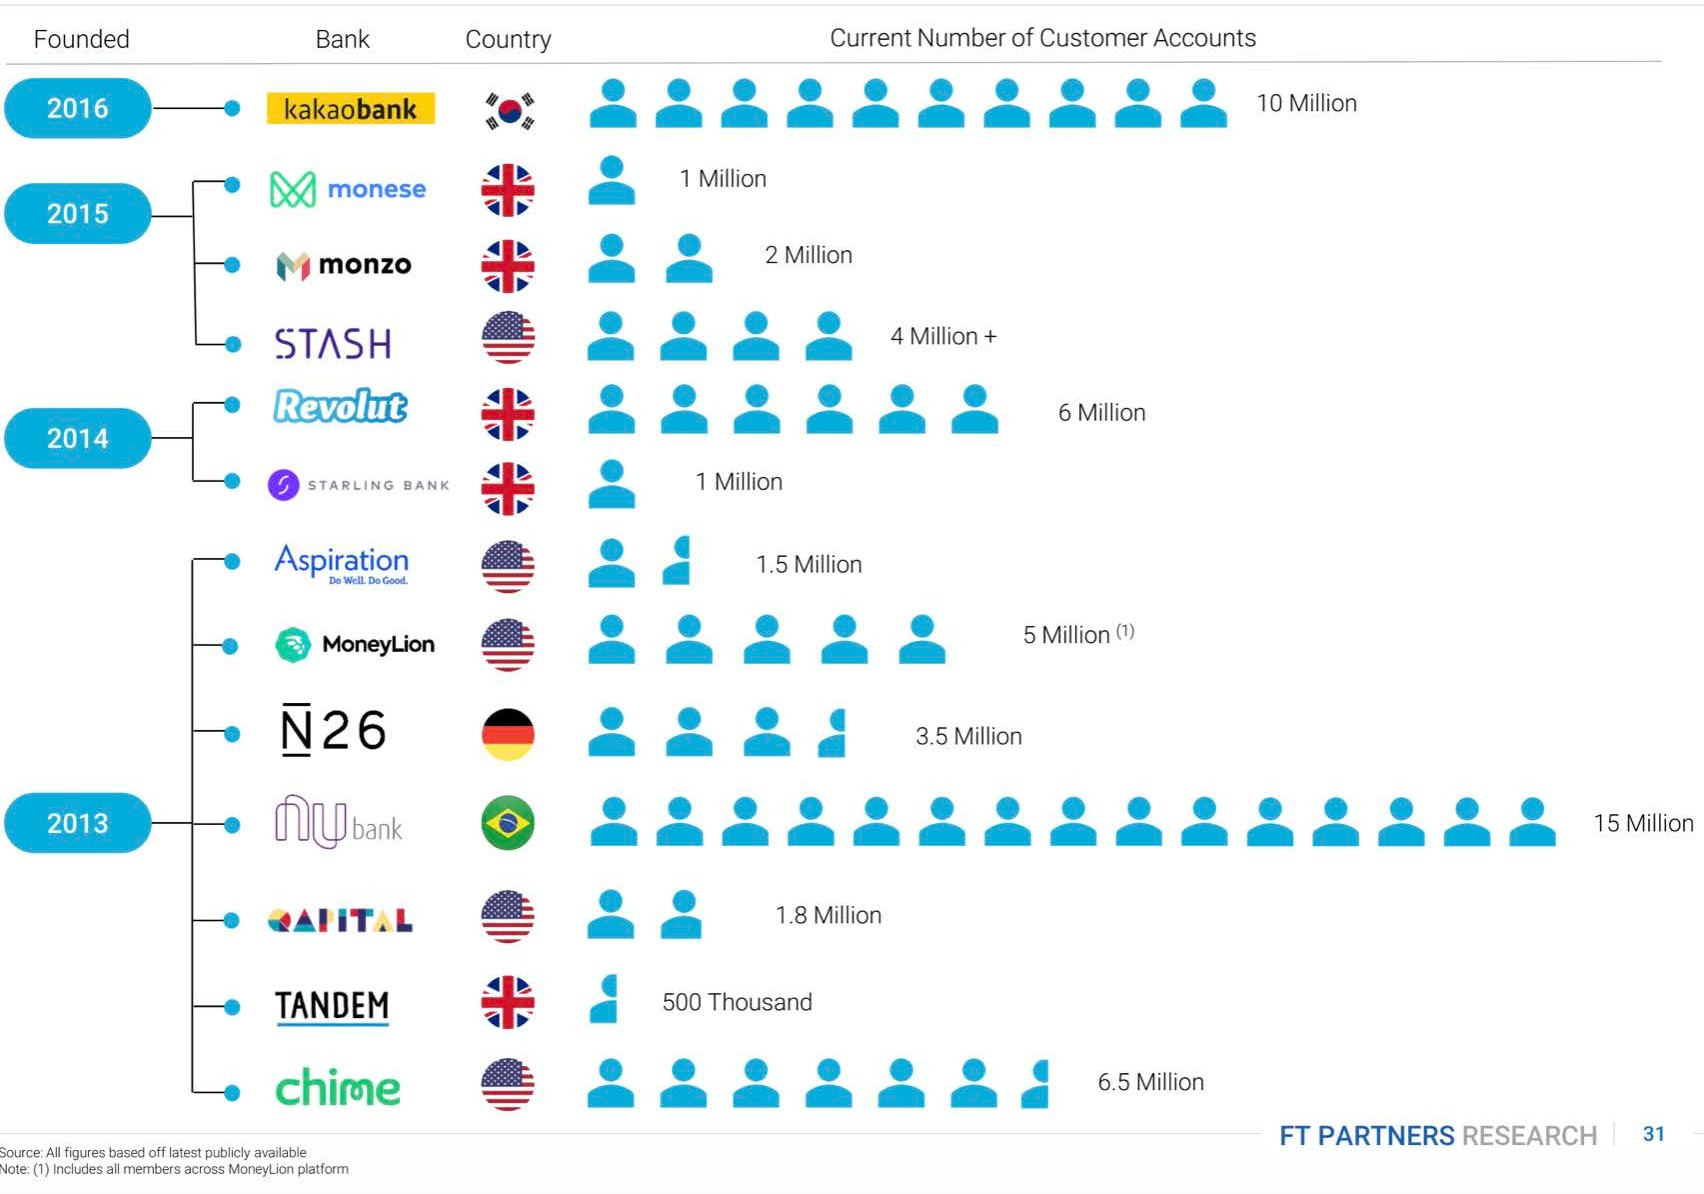 Founded Bank Country Current Number of Customer Accounts
2016 kakaobank 10 Million
2015
monese 1 Million
monzo 2 Million
STASH 4 Million +
2014
Revolut 6 Million
STARLING BANK 1 Million
Aspiration
Do Well. Do Good.
1.5 Million
MoneyLion 5 Million (1)
N26 3.5 Million
2013
nu bank 15 Million
QAPITAL 1.8 Million
TANDEM 500 Thousand
chime 6.5 Million
FT PARTNERS RESEARCH 31
Source: All figures based off latest publicly available
Note: (1) Includes all members across MoneyLion platform